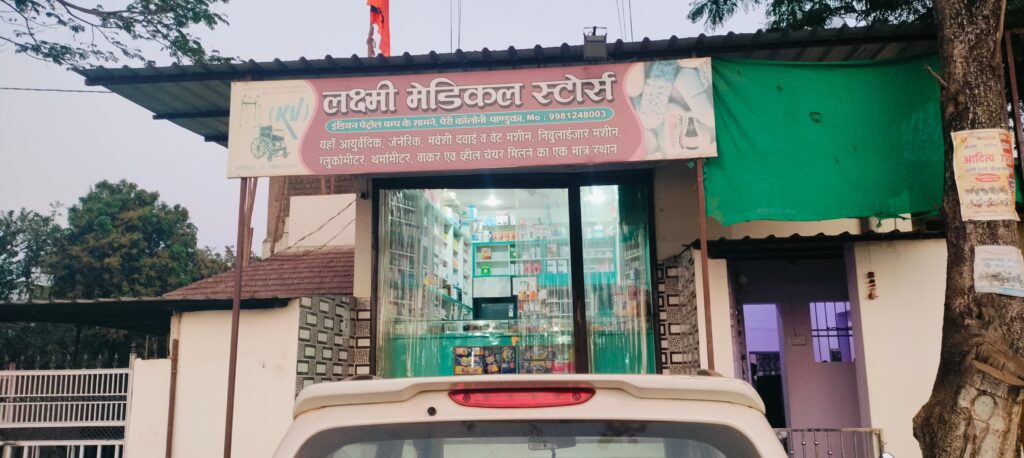 लक्ष्मी मेडिकल स्टोर्स
इंडियन पेट्रोल पम्प के सामने, पैरी कॉलोनी पाण्डुका, Mo : 9981248003
यहाँ आयुर्वेदिक, जेनेरिक, मवेशी दवाई व वेट मशीन, निबुलाईजार मशीन,
ग्लुकोमीटर, थर्मामीटर, वाकर एव व्हील चेयर मिलने का एक मात्र स्थान
आदित्य